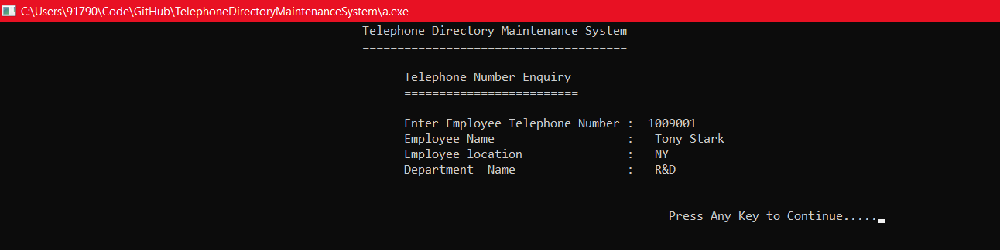 C:\Users\91790\Code\GitHub\TelephoneDirectoryMaintenanceSystem\a.exe
Telephone Directory Maintenance System
======================================
Telephone Number Enquiry
=========================
Enter Employee Telephone Number :  1009001
Employee Name                   :   Tony Stark
Employee location               :   NY
Department  Name                :   R&D
Press Any Key to Continue.....